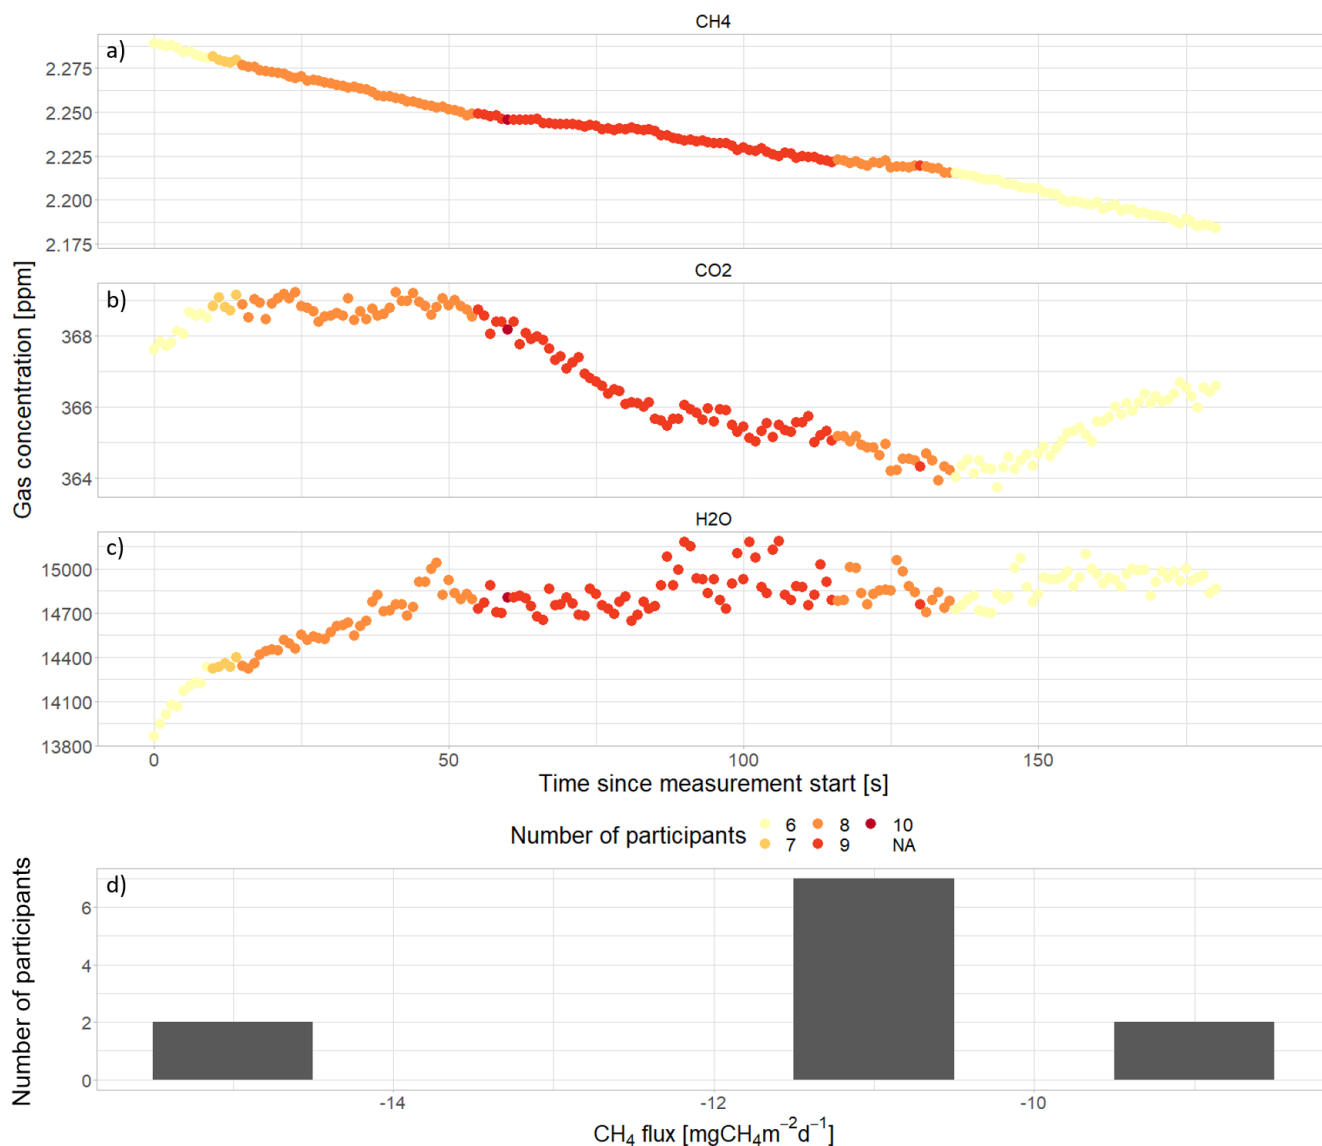 CH4
a)
2.275
2.250
2.225
2.200
2.175
CO2
b)
368
366
364
Gas concentration [ppm]
H2O
c)
15000
14700
14400
14100
13800
0 50 100 150
Time since measurement start [s]
Number of participants
6 8 10
7 9 NA
d)
6
4
2
0
Number of participants
-14 -12 -10
CH₄ flux [mgCH₄m⁻²d⁻¹]